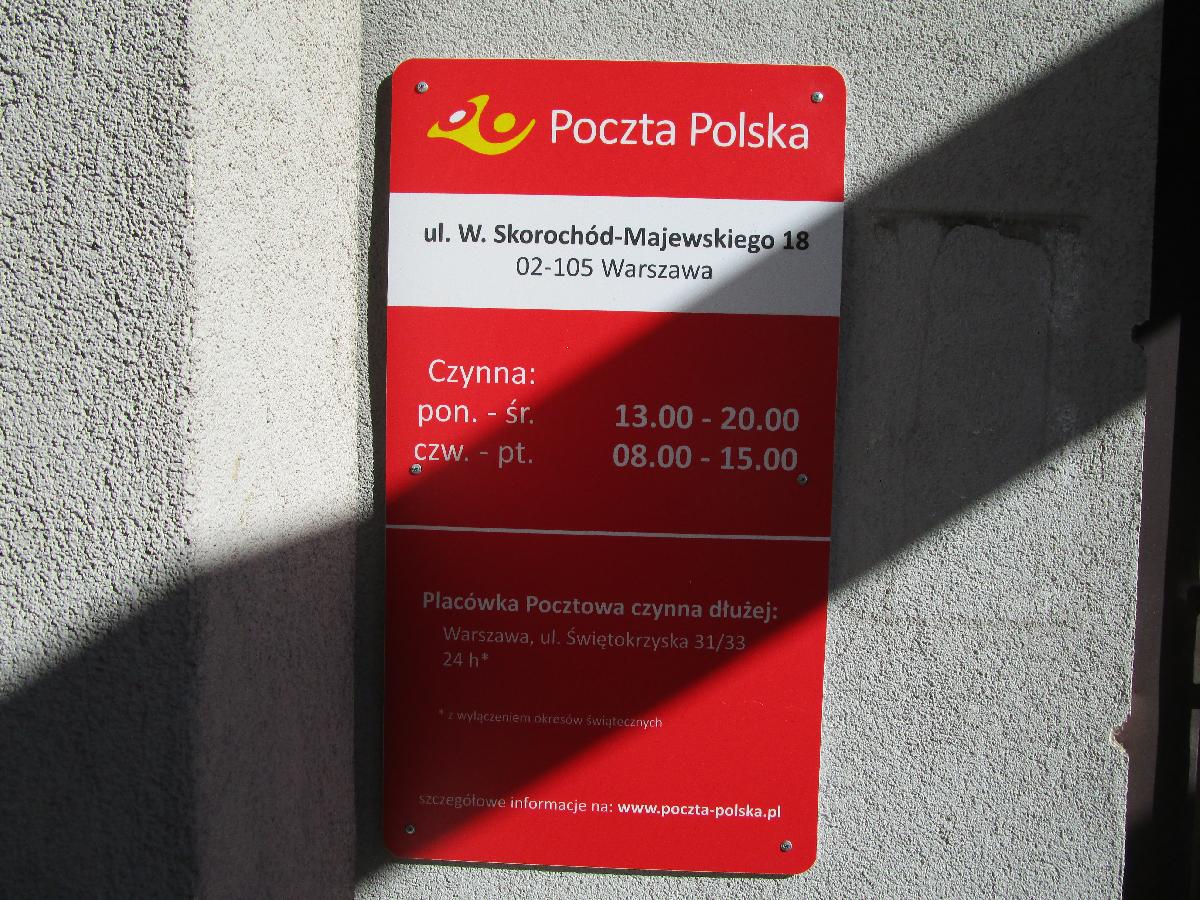 Poczta Polska
ul. W. Skorochód-Majewskiego 18
02-105 Warszawa
Czynna:
pon. - śr. 13.00 - 20.00
czw. - pt. 08.00 - 15.00
Placówka Pocztowa czynna dłużej:
Warszawa, ul. Świętokrzyska 31/33
24 h*
* z wyłączeniem okresów świątecznych
szczegółowe informacje na: www.poczta-polska.pl